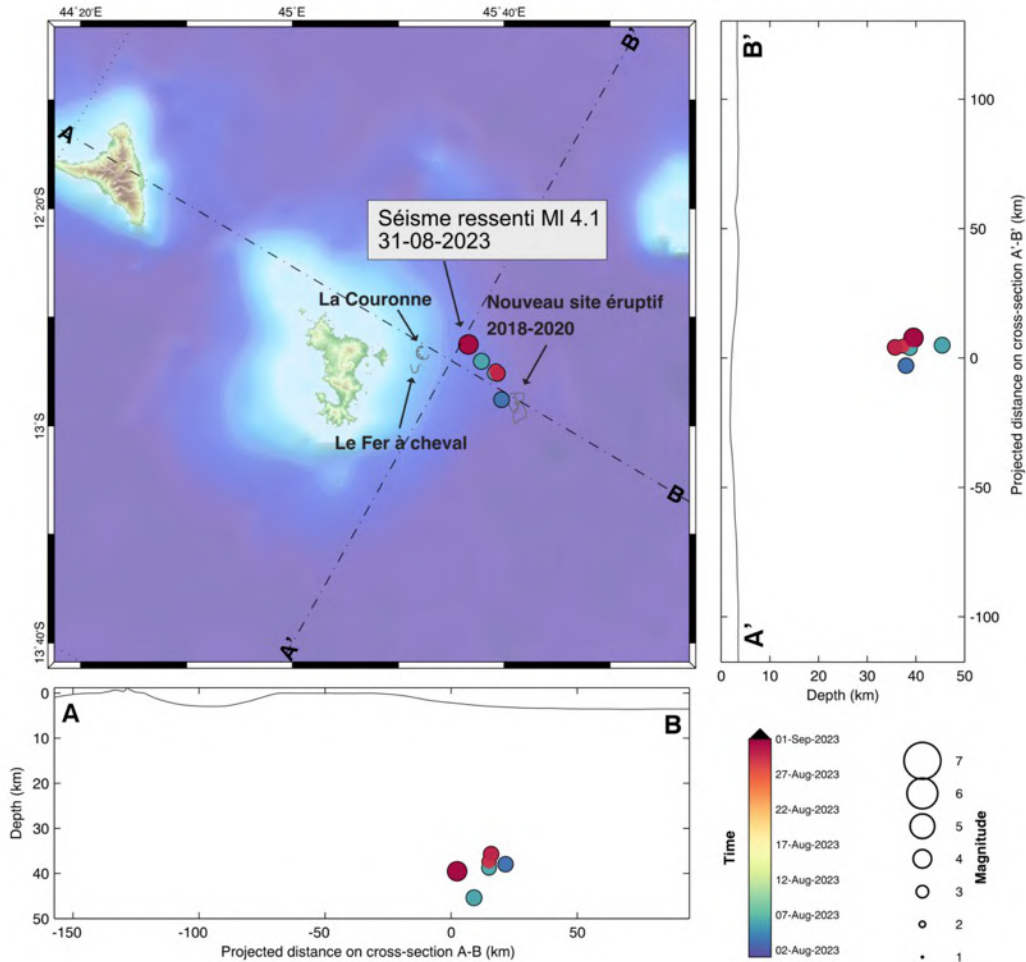 44˚20'E
45˚E
45˚40'E
12˚20'S
13˚S
13˚40'S
A
B'
Séisme ressenti Ml 4.1
31-08-2023
La Couronne
Nouveau site éruptif
2018-2020
Le Fer à cheval
B
A'
B'
A'
100
50
0
-50
-100
Projected distance on cross-section A'-B' (km)
0 10 20 30 40 50
Depth (km)
A
B
0
10
20
30
40
50
Depth (km)
-150 -100 -50 0 50
Projected distance on cross-section A-B (km)
Time
01-Sep-2023
27-Aug-2023
22-Aug-2023
17-Aug-2023
12-Aug-2023
07-Aug-2023
02-Aug-2023
7
6
5
4
3
2
1
Magnitude